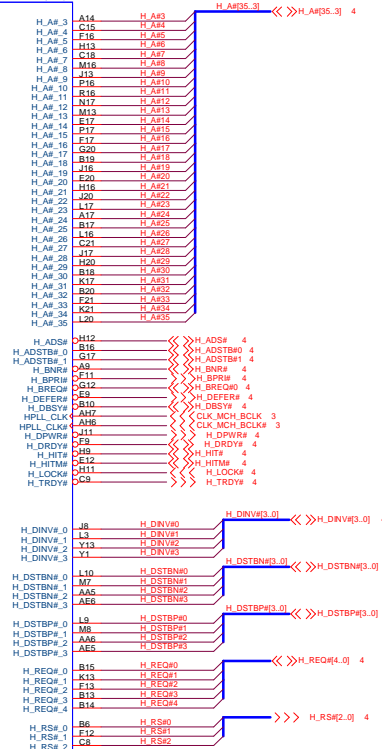 H_A#[35..3] H_A#[35..3] 4
H_A#_3 A14 H_A#3
H_A#_4 C15 H_A#4
H_A#_5 F16 H_A#5
H_A#_6 H13 H_A#6
H_A#_7 C18 H_A#7
H_A#_8 M16 H_A#8
H_A#_9 J13 H_A#9
H_A#_10 P16 H_A#10
H_A#_11 R16 H_A#11
H_A#_12 N17 H_A#12
H_A#_13 M13 H_A#13
H_A#_14 E17 H_A#14
H_A#_15 P17 H_A#15
H_A#_16 F17 H_A#16
H_A#_17 G20 H_A#17
H_A#_18 B19 H_A#18
H_A#_19 J16 H_A#19
H_A#_20 E20 H_A#20
H_A#_21 H16 H_A#21
H_A#_22 J20 H_A#22
H_A#_23 L17 H_A#23
H_A#_24 A17 H_A#24
H_A#_25 B17 H_A#25
H_A#_26 L16 H_A#26
H_A#_27 C21 H_A#27
H_A#_28 J17 H_A#28
H_A#_29 H20 H_A#29
H_A#_30 B18 H_A#30
H_A#_31 K17 H_A#31
H_A#_32 B20 H_A#32
H_A#_33 F21 H_A#33
H_A#_34 K21 H_A#34
H_A#_35 L20 H_A#35
H_ADS# H12 H_ADS# 4
H_ADSTB#_0 B16 H_ADSTB#0 4
H_ADSTB#_1 G17 H_ADSTB#1 4
H_BNR# A9 H_BNR# 4
H_BPRI# F11 H_BPRI# 4
H_BREQ# G12 H_BREQ#0 4
H_DEFER# E9 H_DEFER# 4
H_DBSY# B10 H_DBSY# 4
HPLL_CLK AH7 CLK_MCH_BCLK 3
HPLL_CLK# AH6 CLK_MCH_BCLK# 3
H_DPWR# J11 H_DPWR# 4
H_DRDY# F9 H_DRDY# 4
H_HIT# H9 H_HIT# 4
H_HITM# E12 H_HITM# 4
H_LOCK# H11 H_LOCK# 4
H_TRDY# C9 H_TRDY# 4
H_DINV#[3..0] H_DINV#[3..0] 4
H_DINV#_0 J8 H_DINV#0
H_DINV#_1 L3 H_DINV#1
H_DINV#_2 Y13 H_DINV#2
H_DINV#_3 Y1 H_DINV#3
H_DSTBN#[3..0] H_DSTBN#[3..0]
H_DSTBN#_0 L10 H_DSTBN#0
H_DSTBN#_1 M7 H_DSTBN#1
H_DSTBN#_2 AA5 H_DSTBN#2
H_DSTBN#_3 AE6 H_DSTBN#3
H_DSTBP#[3..0] H_DSTBP#[3..0]
H_DSTBP#_0 L9 H_DSTBP#0
H_DSTBP#_1 M8 H_DSTBP#1
H_DSTBP#_2 AA6 H_DSTBP#2
H_DSTBP#_3 AE5 H_DSTBP#3
H_REQ#[4..0] 4
H_REQ#_0 B15 H_REQ#0
H_REQ#_1 K13 H_REQ#1
H_REQ#_2 F13 H_REQ#2
H_REQ#_3 B13 H_REQ#3
H_REQ#_4 B14 H_REQ#4
H_RS#[2..0] 4
H_RS#_0 B6 H_RS#0
H_RS#_1 F12 H_RS#1
H_RS#_2 C8 H_RS#2